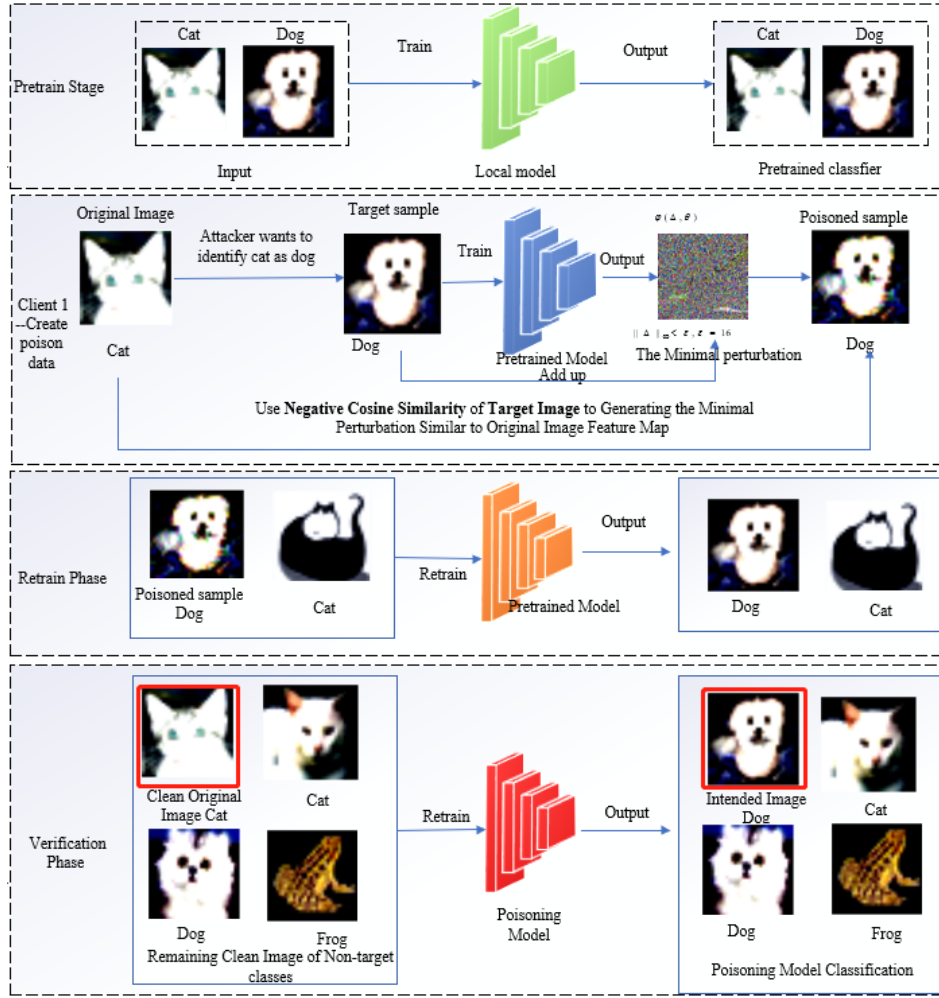 Cat
Dog
Train
Output
Cat
Dog
Pretrain Stage
Input
Local model
Pretrained classfier
Original Image
Target sample
φ(Δ,θ)
Poisoned sample
Attacker wants to
identify cat as dog
Train
Output
Client 1
--Create
poison
data
Cat
Dog
Pretrained Model
Add up
The Minimal perturbation
Dog
Use Negative Cosine Similarity of Target Image to Generating the Minimal
Perturbation Similar to Original Image Feature Map
Retrain Phase
Retrain
Output
Poisoned sample
Dog
Cat
Pretrained Model
Dog
Cat
Verification
Phase
Clean Original
Image Cat
Cat
Retrain
Output
Intended Image
Dog
Cat
Dog
Frog
Remaining Clean Image of Non-target
classes
Poisoning
Model
Dog
Frog
Poisoning Model Classification